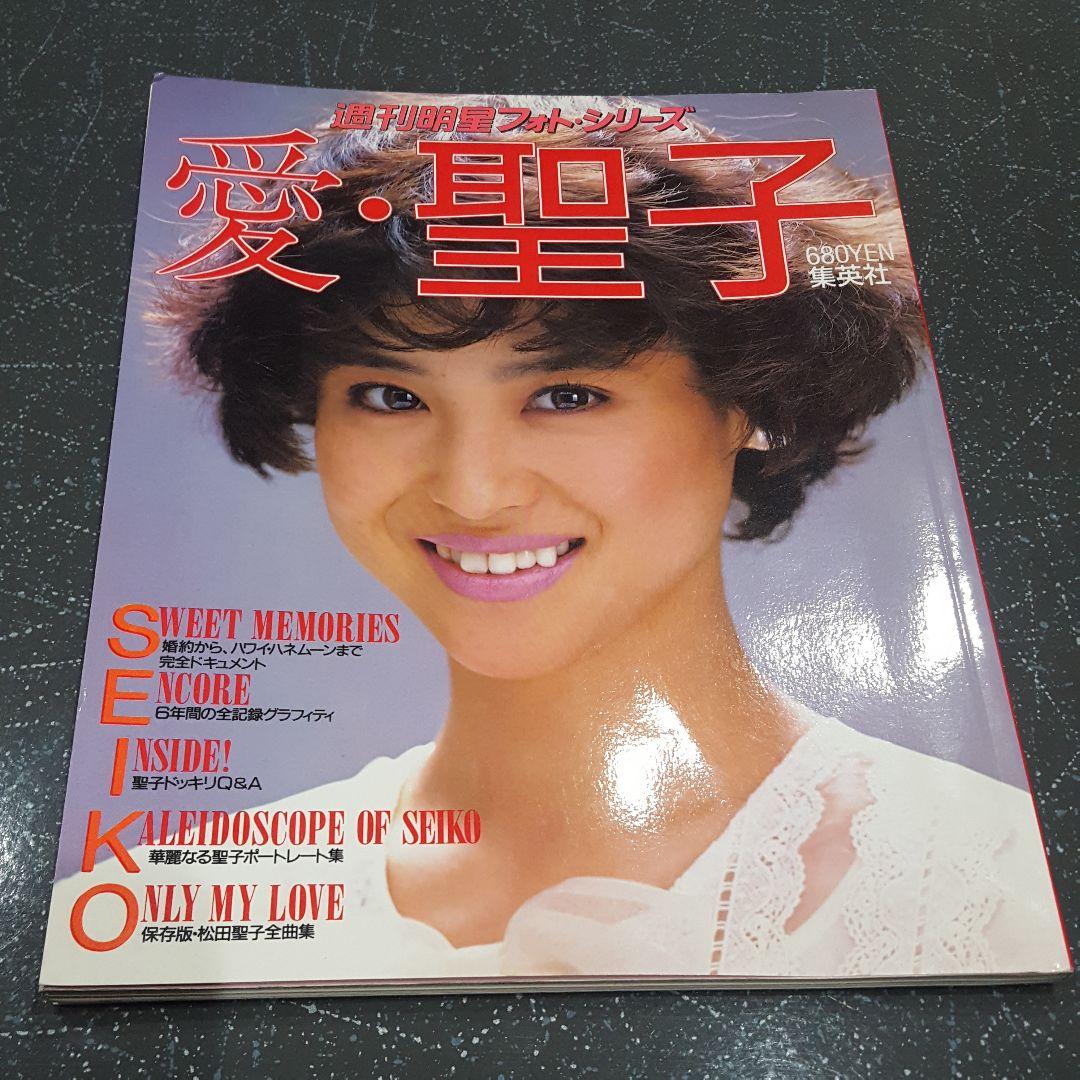 週刊明星フォト・シリーズ
愛・聖子
680YEN
集英社
SWEET MEMORIES
婚約から、ハワイ・ハネムーンまで
完全ドキュメント
ENCORE
6年間の全記録グラフィティ
INSIDE!
聖子ドッキリQ&A
KALEIDOSCOPE OF SEIKO
華麗なる聖子ポートレート集
ONLY MY LOVE
保存版・松田聖子全曲集